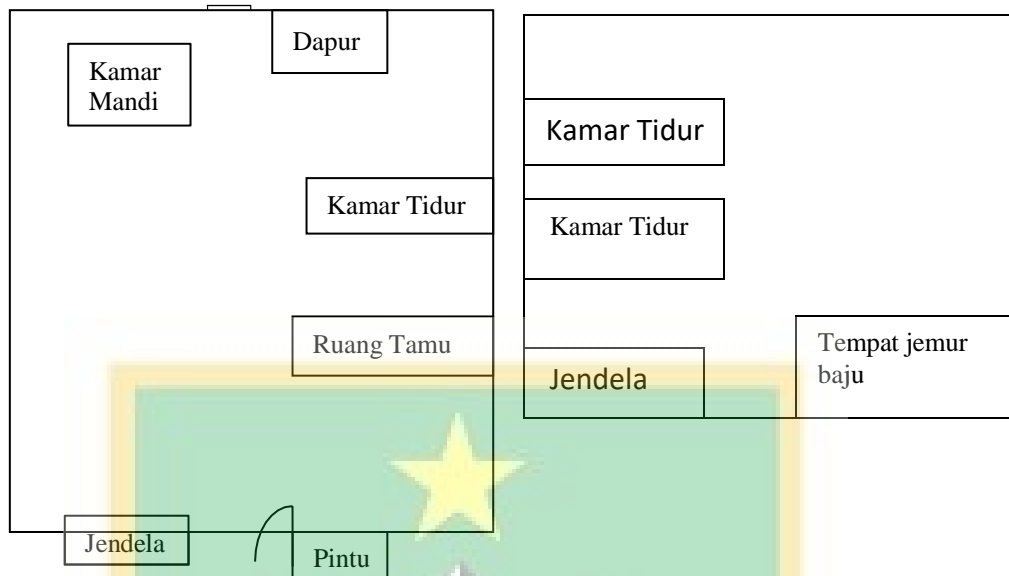 Dapur
Kamar
Mandi
Kamar Tidur
Ruang Tamu
Jendela
Pintu
Kamar Tidur
Kamar Tidur
Jendela
Tempat jemur
baju